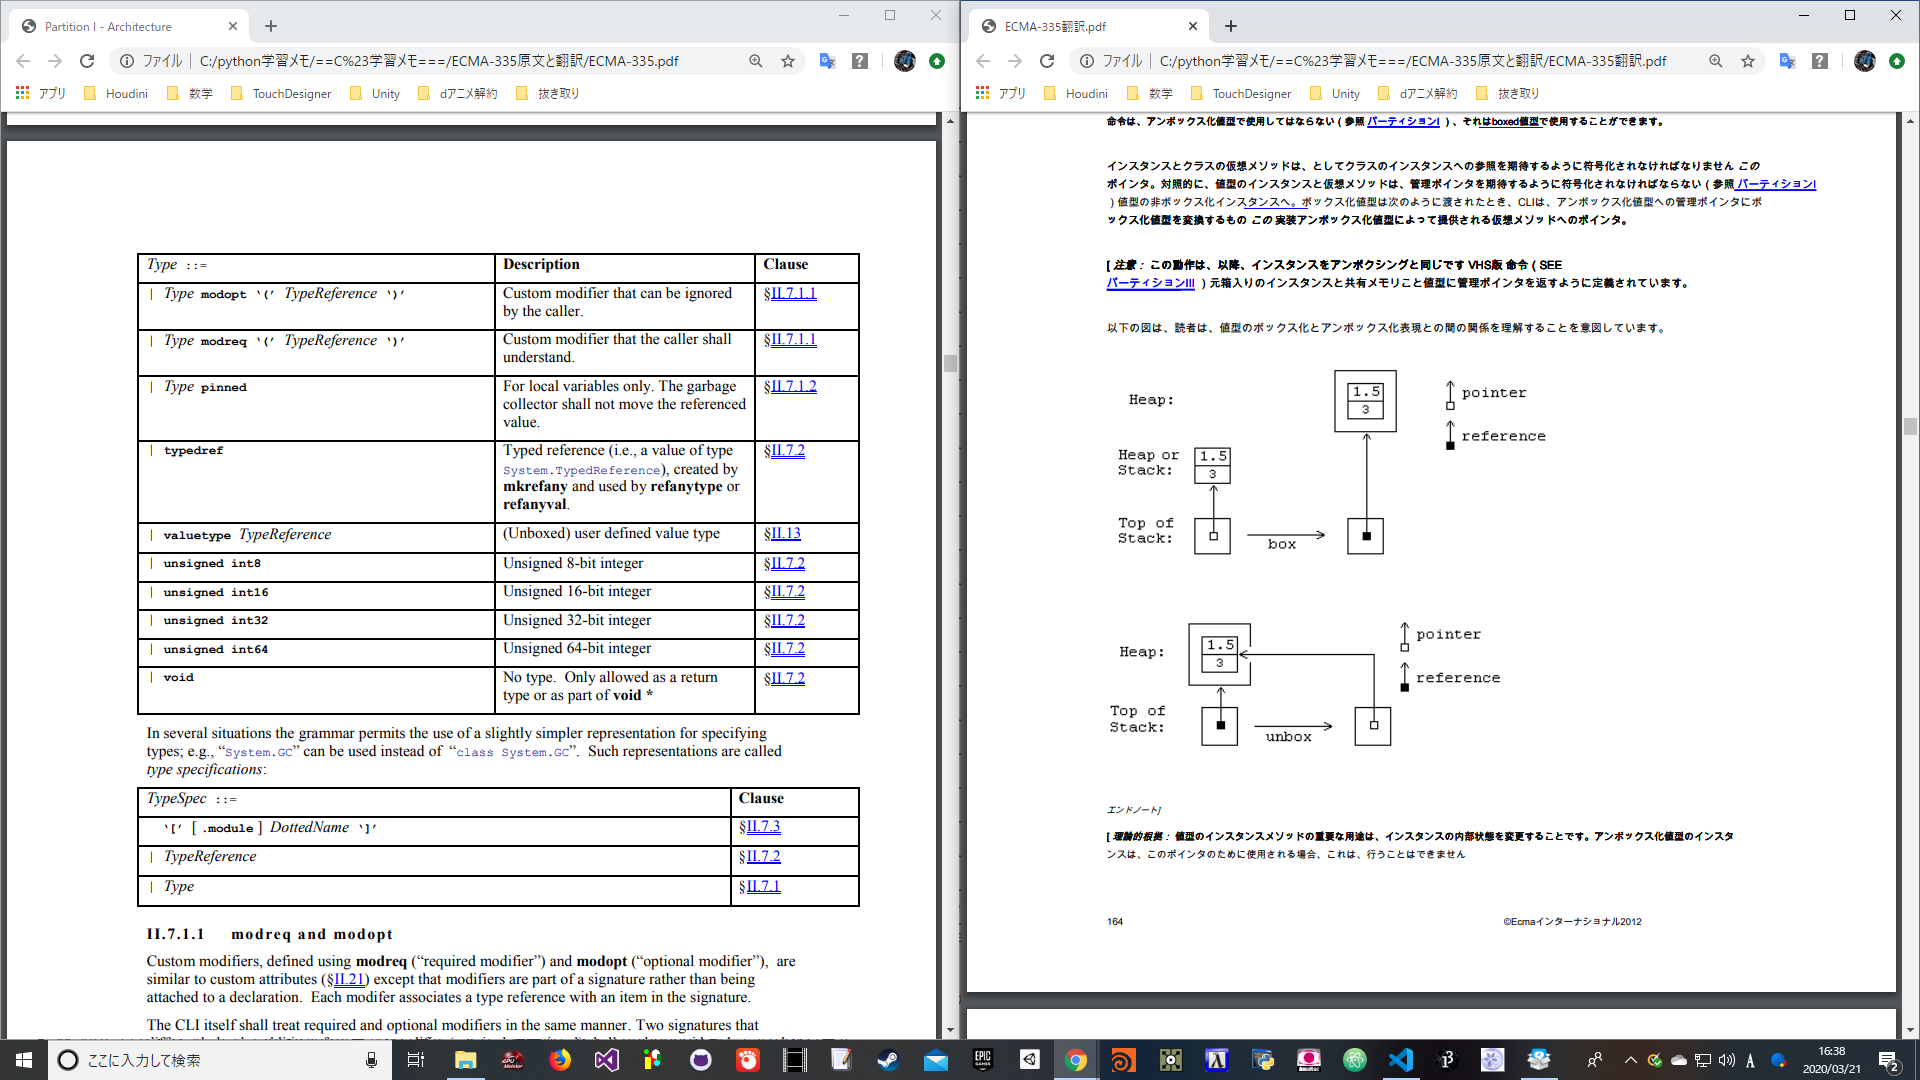 Partition I - Architecture
ファイル
C:/python学習メモ/==C%23学習メモ===/ECMA-335原文と翻訳/ECMA-335.pdf
アプリ Houdini 数学 TouchDesigner Unity dアニメ解約 抜き取り
Type ::= Description Clause
| Type modopt ‘(’ TypeReference ‘)’ Custom modifier that can be ignored §II.7.1.1
by the caller.
| Type modreq ‘(’ TypeReference ‘)’ Custom modifier that the caller shall §II.7.1.1
understand.
| Type pinned For local variables only. The garbage §II.7.1.2
collector shall not move the referenced
value.
| typedref Typed reference (i.e., a value of type §II.7.2
System.TypedReference), created by
mkrefany and used by refanytype or
refanyval.
| valuetype TypeReference (Unboxed) user defined value type §II.13
| unsigned int8 Unsigned 8-bit integer §II.7.2
| unsigned int16 Unsigned 16-bit integer §II.7.2
| unsigned int32 Unsigned 32-bit integer §II.7.2
| unsigned int64 Unsigned 64-bit integer §II.7.2
| void No type. Only allowed as a return §II.7.2
type or as part of void *
In several situations the grammar permits the use of a slightly simpler representation for specifying
types; e.g., “System.GC” can be used instead of “class System.GC”. Such representations are called
type specifications:
TypeSpec ::= Clause
‘[’ [ .module ] DottedName ‘]’ §II.7.3
| TypeReference §II.7.2
| Type §II.7.1
II.7.1.1 modreq and modopt
Custom modifiers, defined using modreq (“required modifier”) and modopt (“optional modifier”), are
similar to custom attributes (§II.21) except that modifiers are part of a signature rather than being
attached to a declaration. Each modifer associates a type reference with an item in the signature.
The CLI itself shall treat required and optional modifiers in the same manner. Two signatures that
ECMA-335翻訳.pdf
ファイル
C:/python学習メモ/==C%23学習メモ===/ECMA-335原文と翻訳/ECMA-335翻訳.pdf
アプリ Houdini 数学 TouchDesigner Unity dアニメ解約 抜き取り
命令は、アンボックス化値型で使用してはならない ( 参照 パーティションI ) 、それはboxed値型で使用することができます。
インスタンスとクラスの仮想メソッドは、としてクラスのインスタンスへの参照を期待するように符号化されなければなりません この
ポインタ。対照的に、値型のインスタンスと仮想メソッドは、管理ポインタを期待するように符号化されなければならない ( 参照 パーティションI
) 値型の非ボックス化インスタンスへ。ボックス化値型は次のように渡されたとき、CLIは、アンボックス化値型への管理ポインタにボ
ックス化値型を変換するもの この 実装アンボックス化値型によって提供される仮想メソッドへのポインタ。
[ 注意： この動作は、以降、インスタンスをアンボクシングと同じです VHS版 命令 ( SEE
パーティションIII ) 元箱入りのインスタンスと共有メモリこと値型に管理ポインタを返すように定義されています。
以下の図は、読者は、値型のボックス化とアンボックス化表現との間の関係を理解することを意図しています。
Heap:
1.5
3
pointer
reference
Heap or
Stack:
1.5
3
Top of
Stack:
box
Heap:
1.5
3
pointer
reference
Top of
Stack:
unbox
エンドノート]
[ 理論的根拠： 値型のインスタンスメソッドの重要な用途は、インスタンスの内部状態を変更することです。アンボックス化値型のインスタ
ンスは、このポインタのために使用される場合、これは、行うことはできません
164 ©Ecmaインターナショナル2012
ここに入力して検索
A
16:38
2020/03/21
2